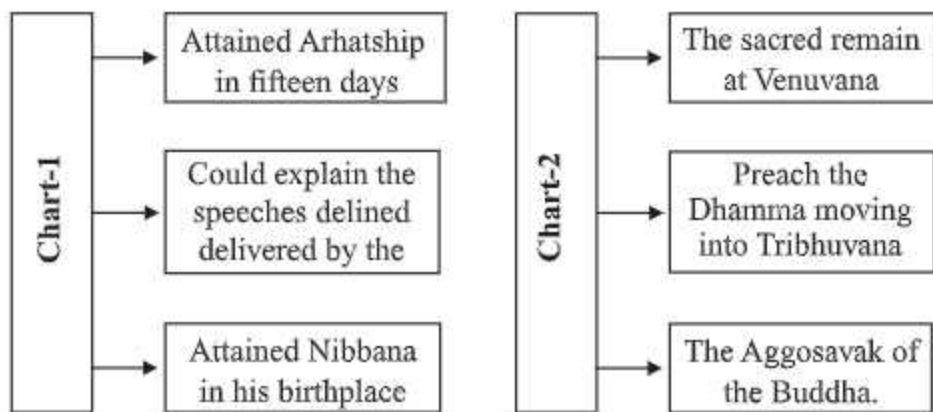 Chart-1
Attained Arhatship
in fifteen days
Could explain the
speeches delined
delivered by the
Attained Nibbana
in his birthplace
Chart-2
The sacred remain
at Venuvana
Preach the
Dhamma moving
into Tribhuvana
The Aggosavak of
the Buddha.